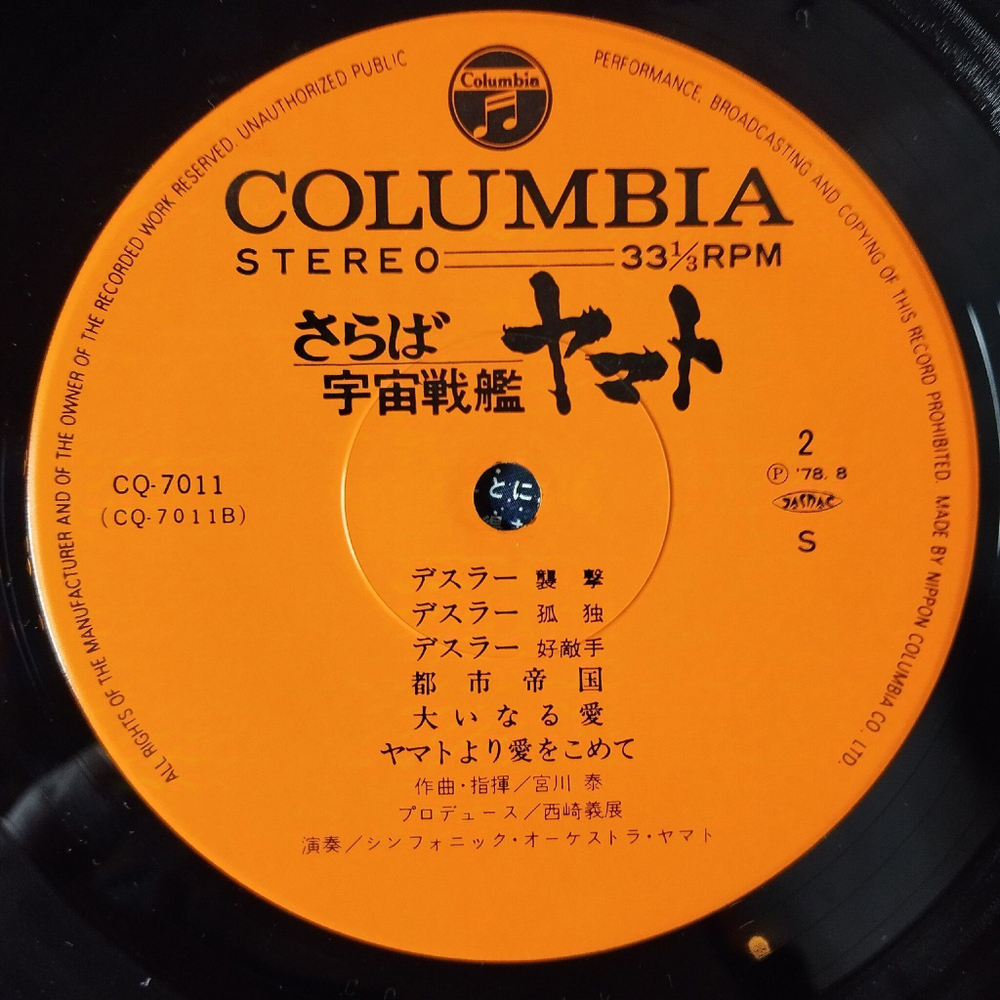 Columbia
ALL RIGHTS OF THE MANUFACTURER AND OF THE OWNER OF THE RECORDED WORK RESERVED. UNAUTHORIZED PUBLIC PERFORMANCE, BROADCASTING AND COPYING OF THIS RECORD PROHIBITED. MADE BY NIPPON COLUMBIA CO. LTD.
COLUMBIA
STEREO 33⅓RPM
さらば
宇宙戦艦ヤマト
CQ-7011
(CQ-7011B)
2
Ⓟ '78. 8
JASRAC
S
とに
デスラー 襲撃
デスラー 孤独
デスラー 好敵手
都市帝国
大いなる愛
ヤマトより愛をこめて
作曲・指揮/宮川 泰
プロデュース/西崎義展
演奏/シンフォニック・オーケストラ・ヤマト